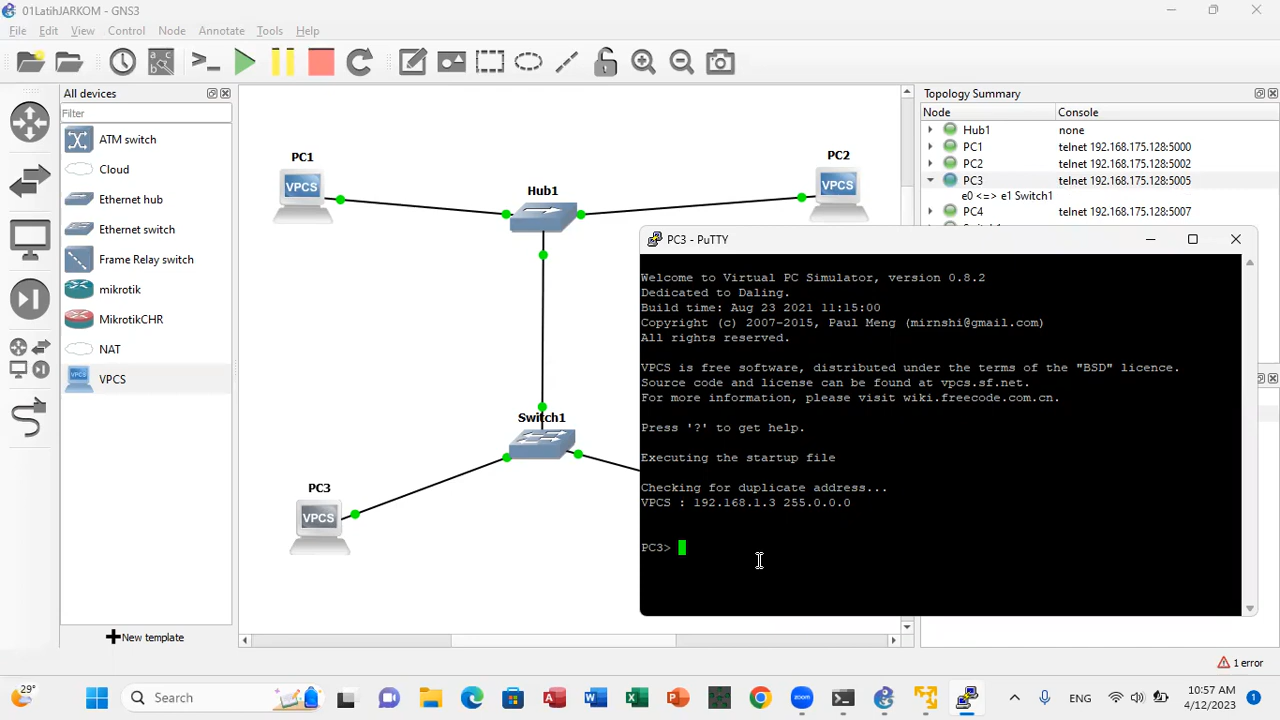 01LatihJARKOM - GNS3
File Edit View Control Node Annotate Tools Help
All devices
Filter
ATM switch
Cloud
Ethernet hub
Ethernet switch
Frame Relay switch
mikrotik
MikrotikCHR
NAT
VPCS
New template
PC1
VPCS
Hub1
PC2
VPCS
Switch1
PC3
VPCS
Topology Summary
Node Console
Hub1 none
PC1 telnet 192.168.175.128:5000
PC2 telnet 192.168.175.128:5002
PC3 telnet 192.168.175.128:5005
e0 <=> e1 Switch1
PC4 telnet 192.168.175.128:5007
PC3 - PuTTY
Welcome to Virtual PC Simulator, version 0.8.2
Dedicated to Daling.
Build time: Aug 23 2021 11:15:00
Copyright (c) 2007-2015, Paul Meng (mirnshi@gmail.com)
All rights reserved.
VPCS is free software, distributed under the terms of the "BSD" licence.
Source code and license can be found at vpcs.sf.net.
For more information, please visit wiki.freecode.com.cn.
Press '?' to get help.
Executing the startup file
Checking for duplicate address...
VPCS : 192.168.1.3 255.0.0.0
PC3>
1 error
29°
Search
ENG
10:57 AM
4/12/2023
1